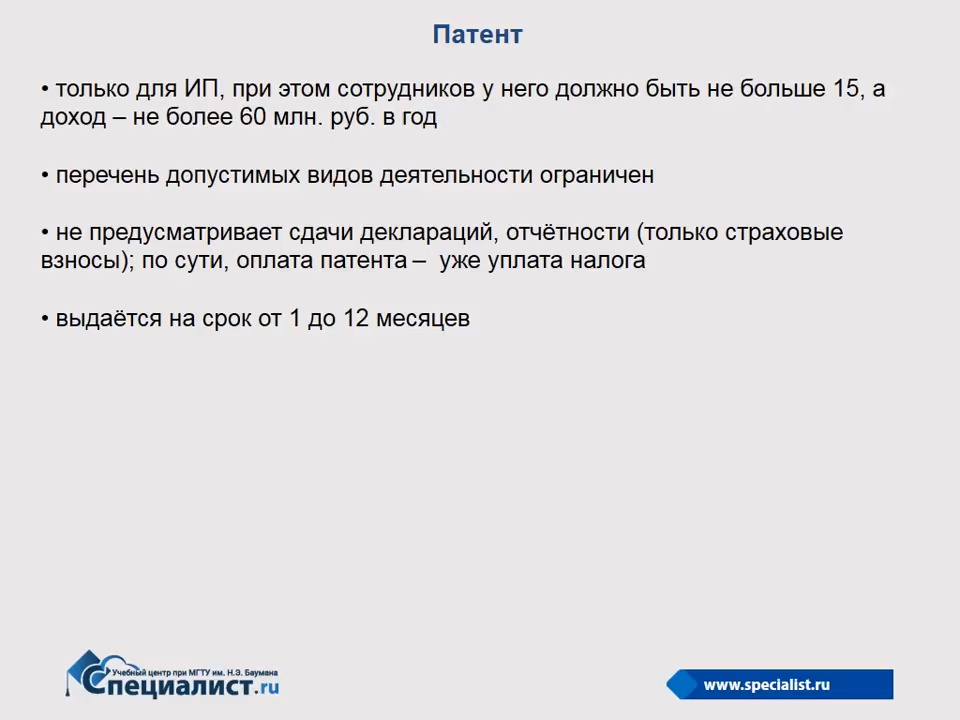 Патент
• только для ИП, при этом сотрудников у него должно быть не больше 15, а
доход – не более 60 млн. руб. в год
• перечень допустимых видов деятельности ограничен
• не предусматривает сдачи деклараций, отчётности (только страховые
взносы); по сути, оплата патента – уже уплата налога
• выдаётся на срок от 1 до 12 месяцев
Учебный центр при МГТУ им. Н.Э. Баумана
Специалист.ru
www.specialist.ru